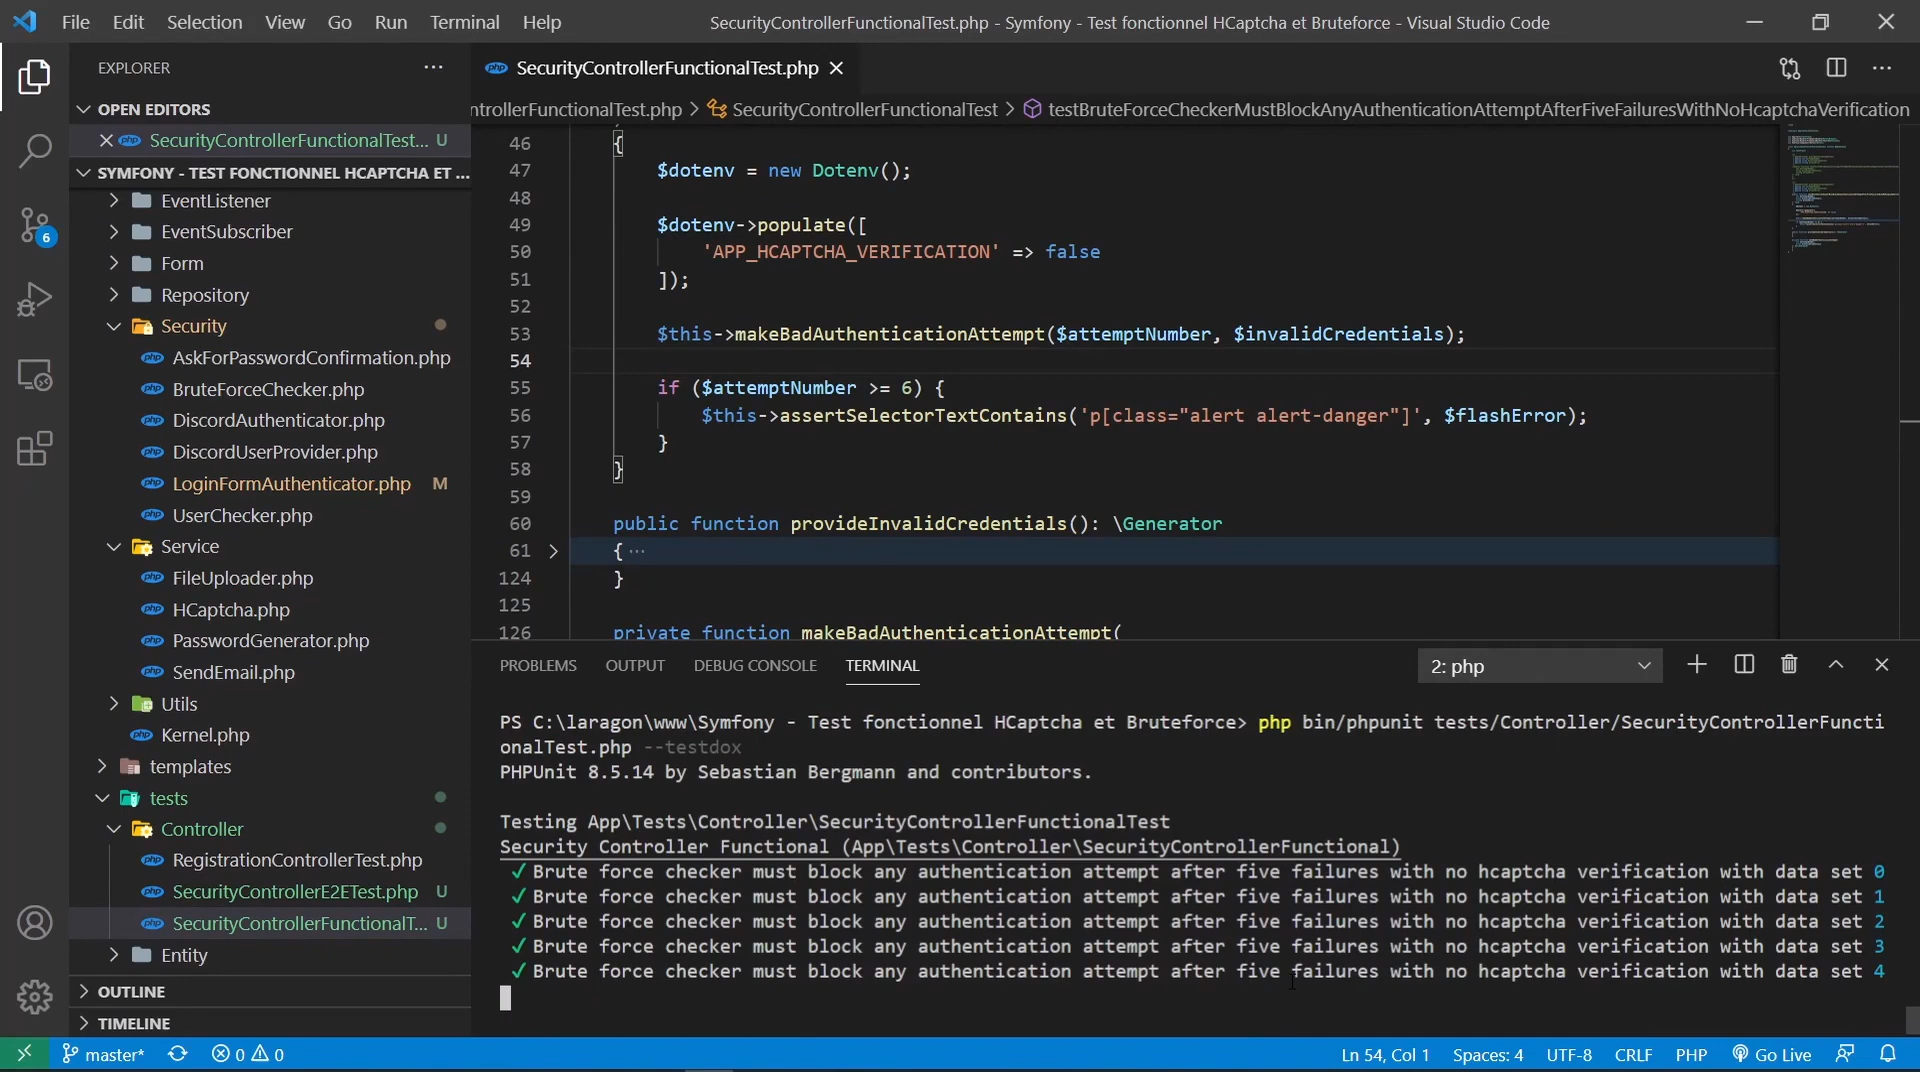 File Edit Selection View Go Run Terminal Help
SecurityControllerFunctionalTest.php - Symfony - Test fonctionnel HCaptcha et Bruteforce - Visual Studio Code
EXPLORER
OPEN EDITORS
SecurityControllerFunctionalTest... U
SYMFONY - TEST FONCTIONNEL HCAPTCHA ET ...
EventListener
EventSubscriber
Form
Repository
Security
AskForPasswordConfirmation.php
BruteForceChecker.php
DiscordAuthenticator.php
DiscordUserProvider.php
LoginFormAuthenticator.php M
UserChecker.php
Service
FileUploader.php
HCaptcha.php
PasswordGenerator.php
SendEmail.php
Utils
Kernel.php
templates
tests
Controller
RegistrationControllerTest.php
SecurityControllerE2ETest.php U
SecurityControllerFunctionalT... U
Entity
OUTLINE
TIMELINE
6
SecurityControllerFunctionalTest.php
ntrollerFunctionalTest.php > SecurityControllerFunctionalTest > testBruteForceCheckerMustBlockAnyAuthenticationAttemptAfterFiveFailuresWithNoHcaptchaVerification
46 {
47 $dotenv = new Dotenv();
48
49 $dotenv->populate([
50 'APP_HCAPTCHA_VERIFICATION' => false
51 ]);
52
53 $this->makeBadAuthenticationAttempt($attemptNumber, $invalidCredentials);
54
55 if ($attemptNumber >= 6) {
56 $this->assertSelectorTextContains('p[class="alert alert-danger"]', $flashError);
57 }
58 }
59
60 public function provideInvalidCredentials(): \Generator
61 { ...
124 }
125
126 private function makeBadAuthenticationAttempt(
PROBLEMS OUTPUT DEBUG CONSOLE TERMINAL 2: php
PS C:\laragon\www\Symfony - Test fonctionnel HCaptcha et Bruteforce> php bin/phpunit tests/Controller/SecurityControllerFuncti
onalTest.php --testdox
PHPUnit 8.5.14 by Sebastian Bergmann and contributors.
Testing App\Tests\Controller\SecurityControllerFunctionalTest
Security Controller Functional (App\Tests\Controller\SecurityControllerFunctional)
✓ Brute force checker must block any authentication attempt after five failures with no hcaptcha verification with data set 0
✓ Brute force checker must block any authentication attempt after five failures with no hcaptcha verification with data set 1
✓ Brute force checker must block any authentication attempt after five failures with no hcaptcha verification with data set 2
✓ Brute force checker must block any authentication attempt after five failures with no hcaptcha verification with data set 3
✓ Brute force checker must block any authentication attempt after five failures with no hcaptcha verification with data set 4
master* 0 0 Ln 54, Col 1 Spaces: 4 UTF-8 CRLF PHP Go Live